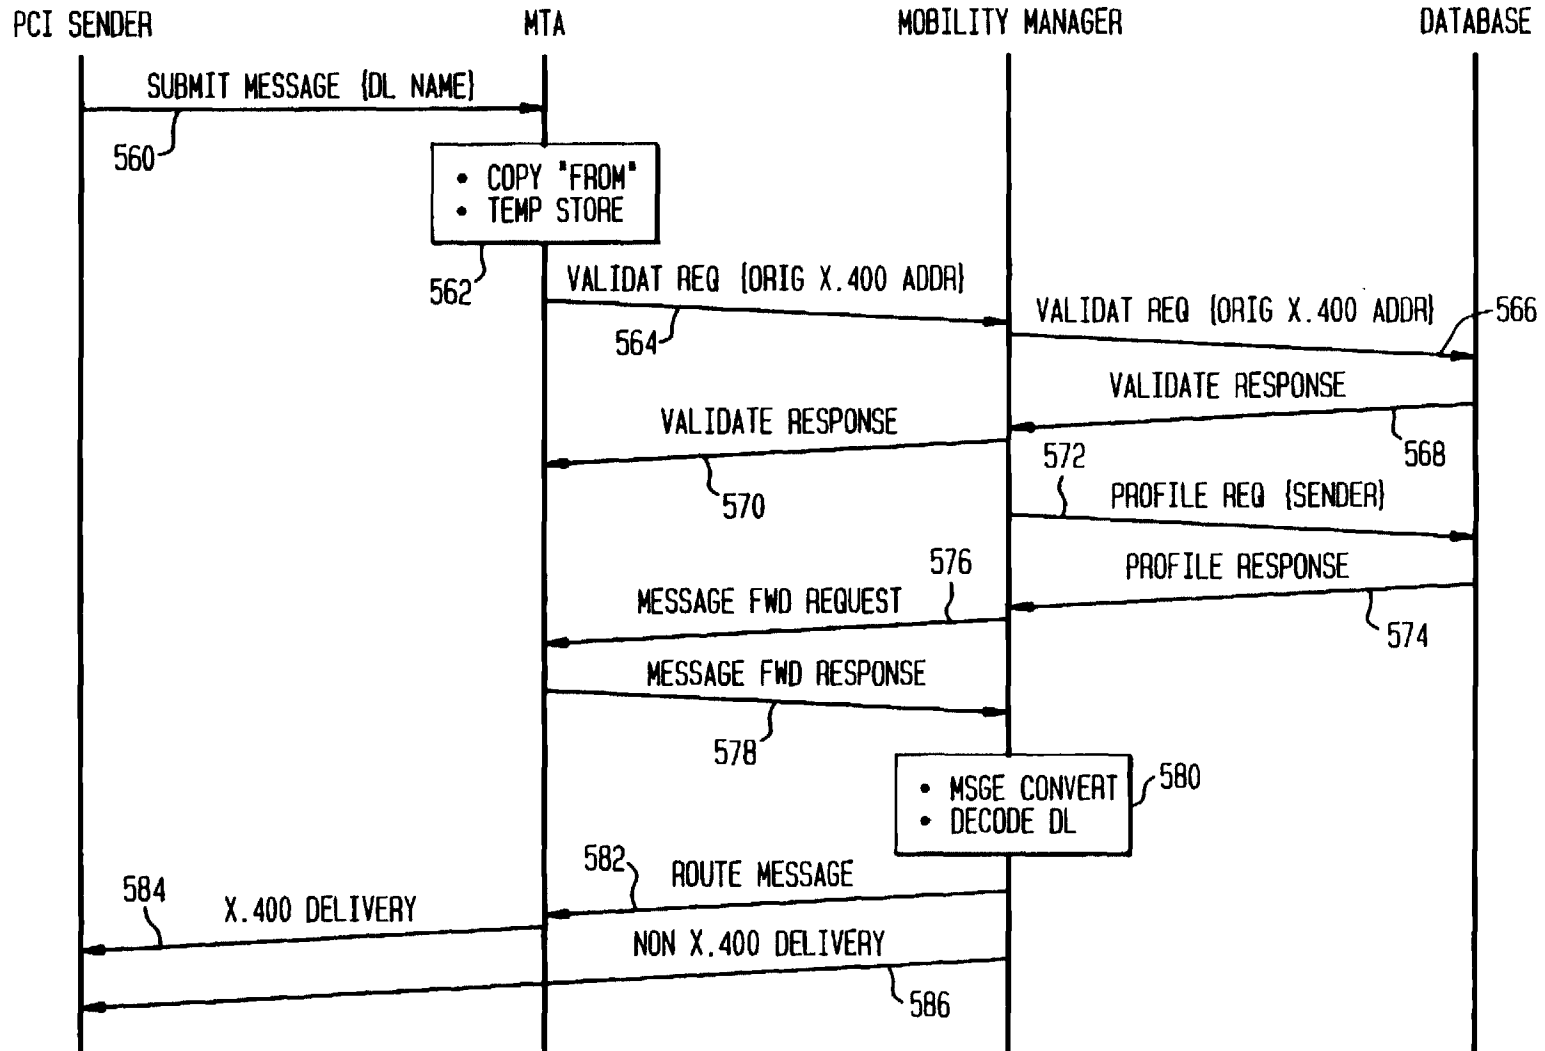 PCI SENDER
MTA
MOBILITY MANAGER
DATABASE
SUBMIT MESSAGE (DL NAME)
560
• COPY "FROM"
• TEMP STORE
562
VALIDAT REQ (ORIG X.400 ADDR)
564
VALIDAT REQ (ORIG X.400 ADDR)
566
VALIDATE RESPONSE
568
VALIDATE RESPONSE
570
572
PROFILE REQ (SENDER)
PROFILE RESPONSE
574
576
MESSAGE FWD REQUEST
MESSAGE FWD RESPONSE
578
• MSGE CONVERT
• DECODE DL
580
582
ROUTE MESSAGE
584
X.400 DELIVERY
NON X.400 DELIVERY
586